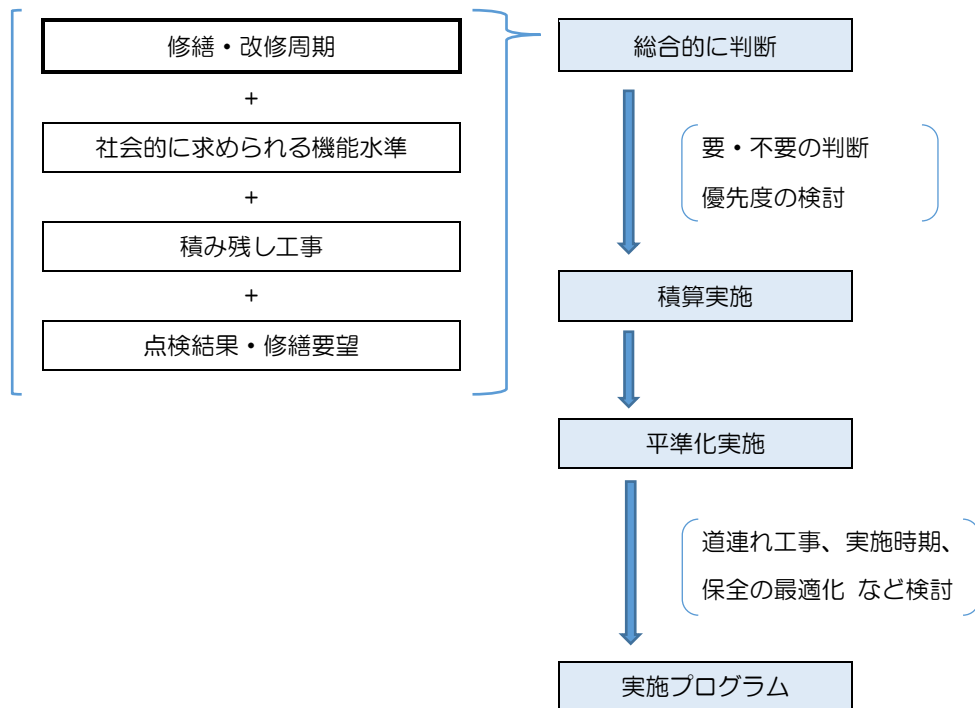 修繕・改修周期
+
社会的に求められる機能水準
+
積み残し工事
+
点検結果・修繕要望
総合的に判断
要・不要の判断
優先度の検討
積算実施
平準化実施
道連れ工事、実施時期、
保全の最適化 など検討
実施プログラム